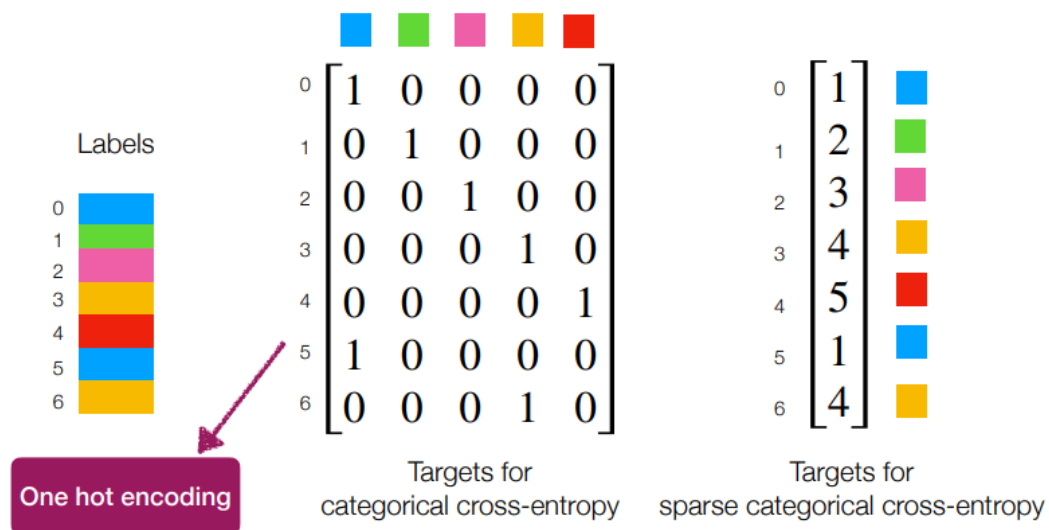 Labels
0
1
2
3
4
5
6
One hot encoding
0 1 0 0 0 0
1 0 1 0 0 0
2 0 0 1 0 0
3 0 0 0 1 0
4 0 0 0 0 1
5 1 0 0 0 0
6 0 0 0 1 0
Targets for
categorical cross-entropy
0 1
1 2
2 3
3 4
4 5
5 1
6 4
Targets for
sparse categorical cross-entropy